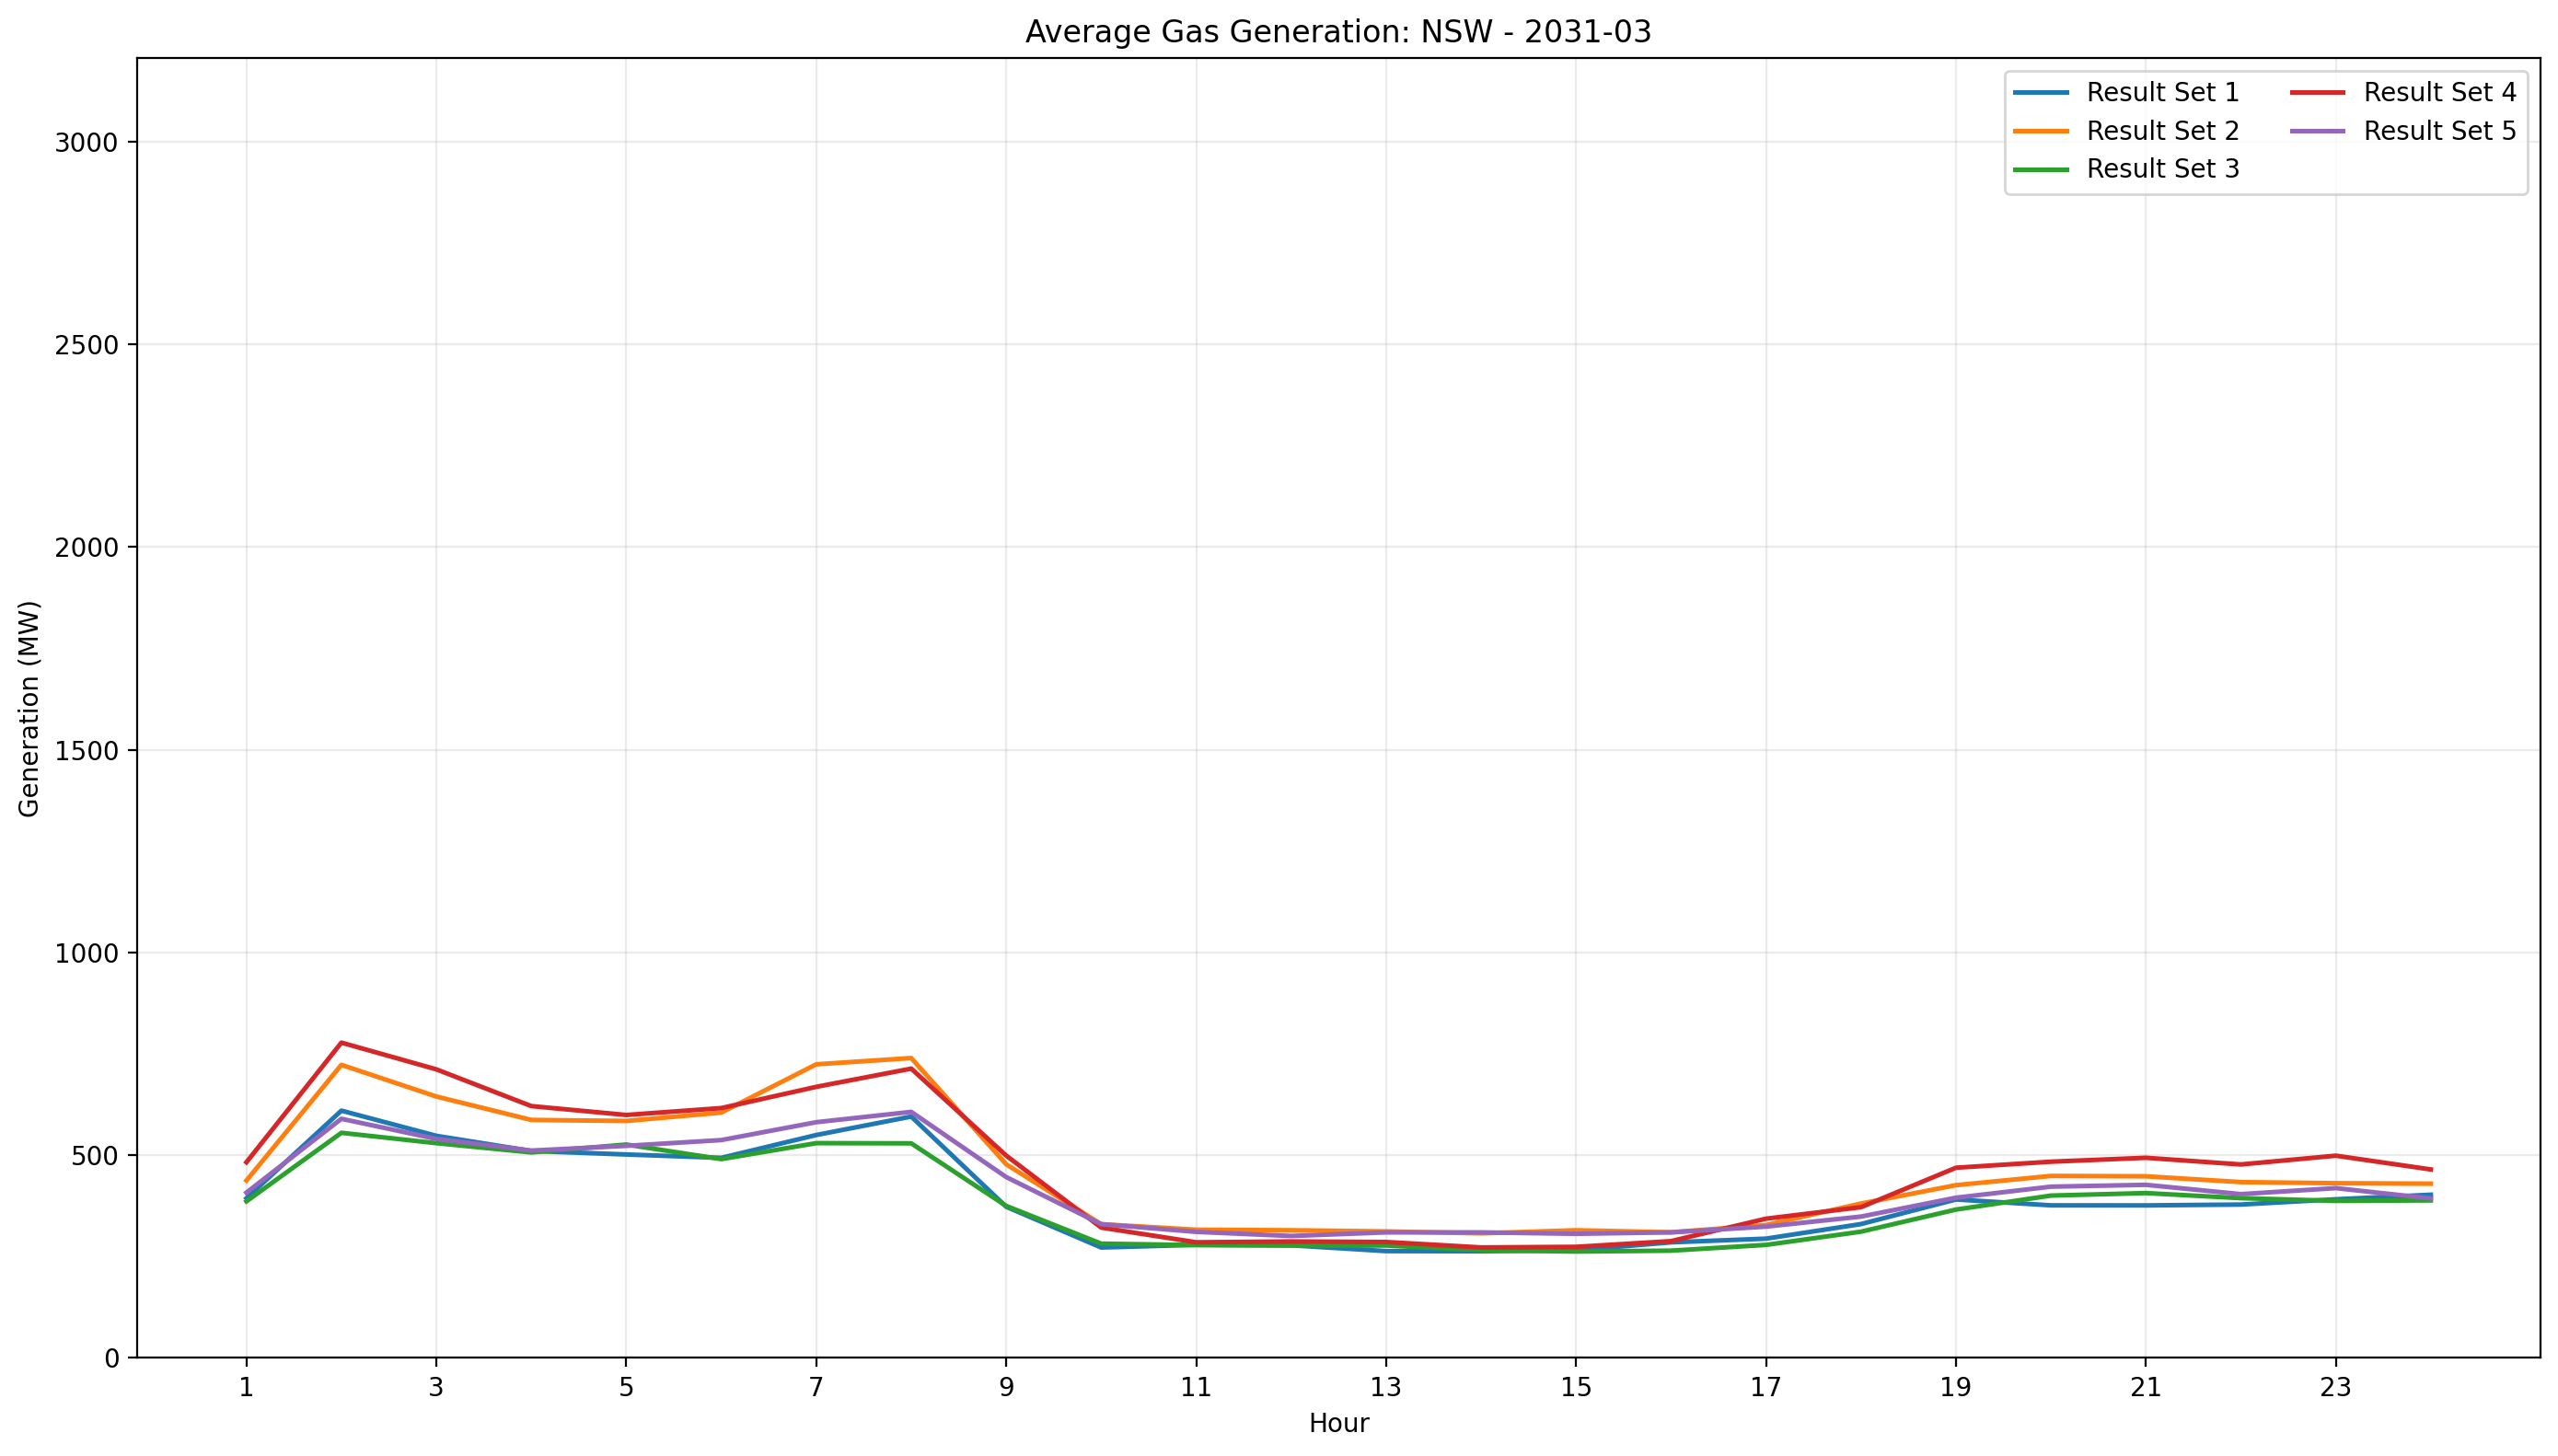 Average Gas Generation: NSW - 2031-03
Result Set 1
Result Set 2
Result Set 3
Result Set 4
Result Set 5
Generation (MW)
3000
2500
2000
1500
1000
500
0
1 3 5 7 9 11 13 15 17 19 21 23
Hour